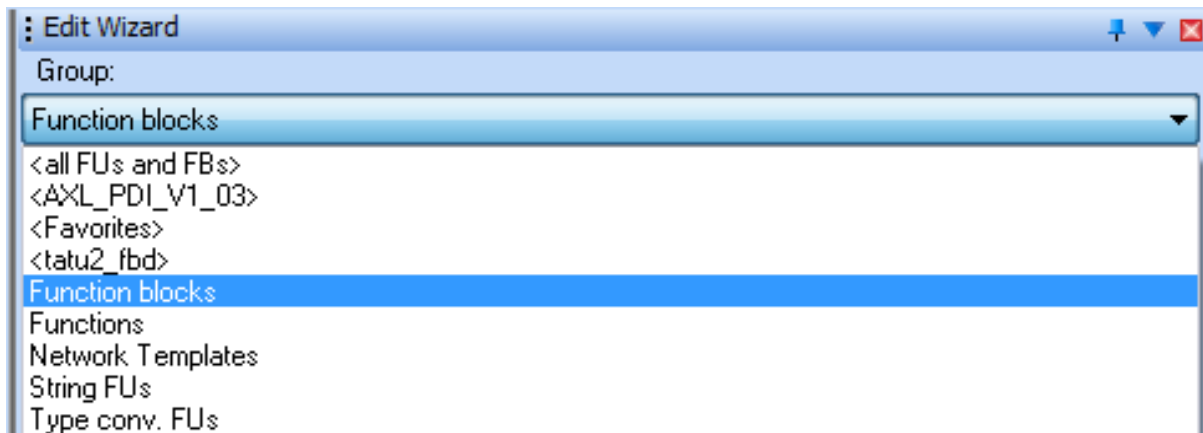 Edit Wizard
Group:
Function blocks
<all FUs and FBs>
<AXL_PDI_V1_03>
<Favorites>
<tatu2_fbd>
Function blocks
Functions
Network Templates
String FUs
Type conv. FUs